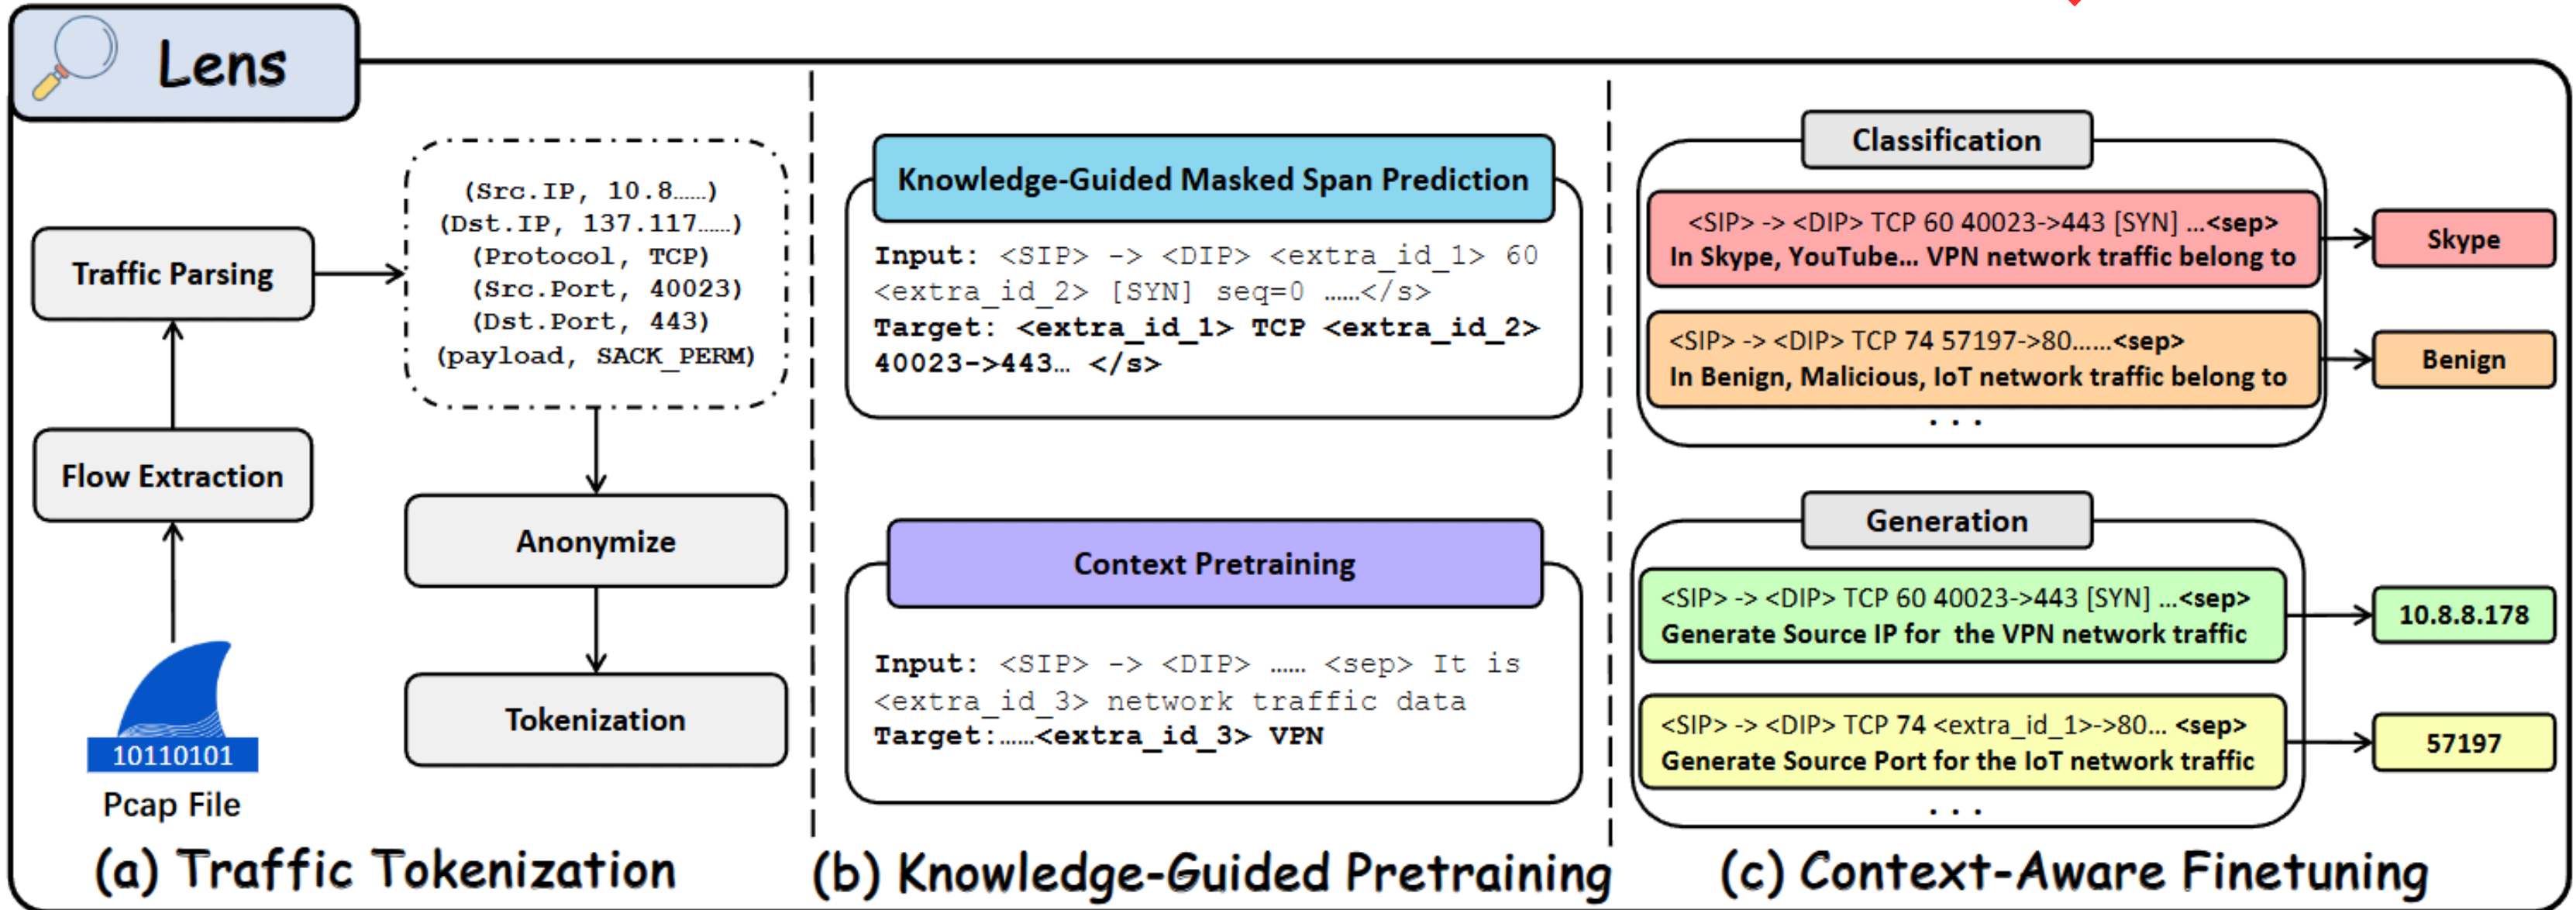 Lens
(Src.IP, 10.8......)
(Dst.IP, 137.117......)
(Protocol, TCP)
(Src.Port, 40023)
(Dst.Port, 443)
(payload, SACK_PERM)
Traffic Parsing
Flow Extraction
Anonymize
Tokenization
10110101
Pcap File
(a) Traffic Tokenization
Knowledge-Guided Masked Span Prediction
Input: <SIP> -> <DIP> <extra_id_1> 60
<extra_id_2> [SYN] seq=0 ......</s>
Target: <extra_id_1> TCP <extra_id_2>
40023->443... </s>
Context Pretraining
Input: <SIP> -> <DIP> ...... <sep> It is
<extra_id_3> network traffic data
Target:......<extra_id_3> VPN
(b) Knowledge-Guided Pretraining
Classification
<SIP> -> <DIP> TCP 60 40023->443 [SYN] ...<sep>
In Skype, YouTube... VPN network traffic belong to
Skype
<SIP> -> <DIP> TCP 74 57197->80......<sep>
In Benign, Malicious, IoT network traffic belong to
Benign
. . .
Generation
<SIP> -> <DIP> TCP 60 40023->443 [SYN] ...<sep>
Generate Source IP for the VPN network traffic
10.8.8.178
<SIP> -> <DIP> TCP 74 <extra_id_1>->80... <sep>
Generate Source Port for the IoT network traffic
57197
. . .
(c) Context-Aware Finetuning